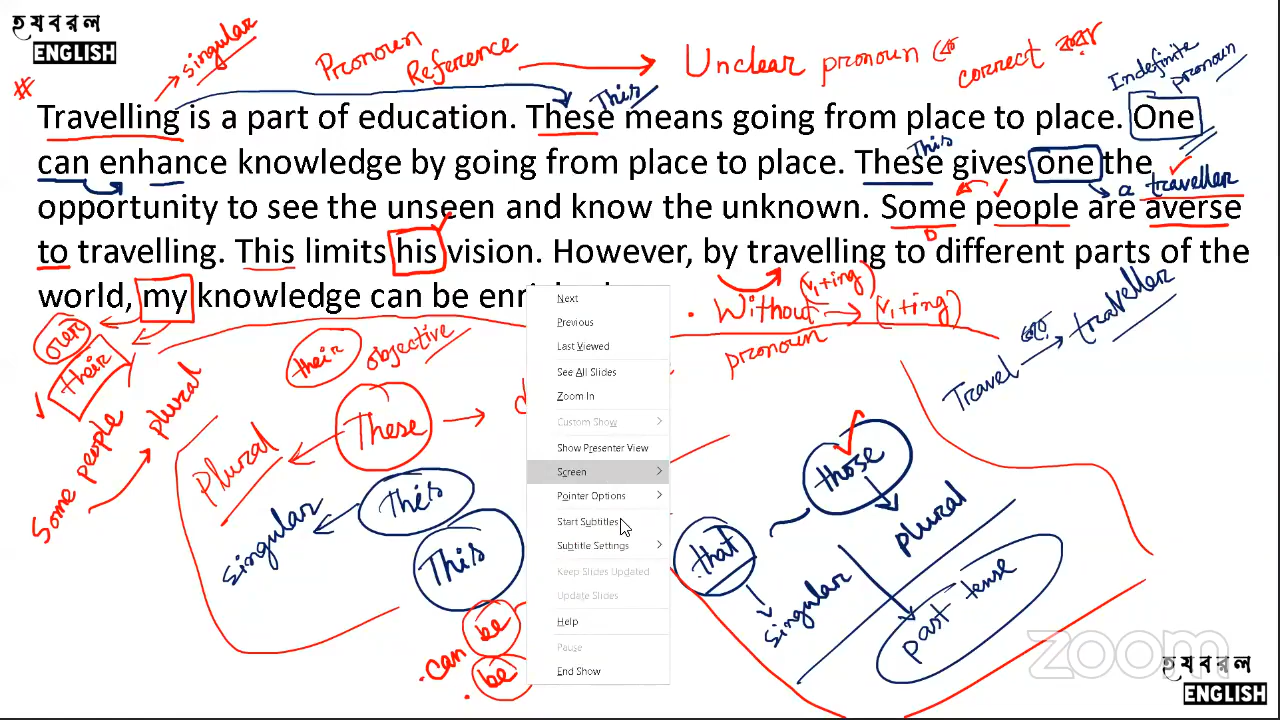 হ য ব র ল
ENGLISH
singular
Pronoun
Reference
Unclear pronoun কে
correct করার
Indefinite
pronoun
#
This
Travelling is a part of education. These means going from place to place. One
This
can enhance knowledge by going from place to place. These gives one the
a traveller
opportunity to see the unseen and know the unknown. Some people are averse
to travelling. This limits his vision. However, by travelling to different parts of the
world, my knowledge can be
Without (V₁+ing) (V₁+ing)
pronoun
Travel traveller
their objective
Their
Some people plural
These
Plural
This
singular
This
can be
be
Next
Previous
Last Viewed
See All Slides
Zoom In
Custom Show
Show Presenter View
Screen
Pointer Options
Start Subtitles
Subtitle Settings
Keep Slides Updated
Update Slides
Help
Pause
End Show
those
plural
that
singular
past tense
zoom
হ য ব র ল
ENGLISH